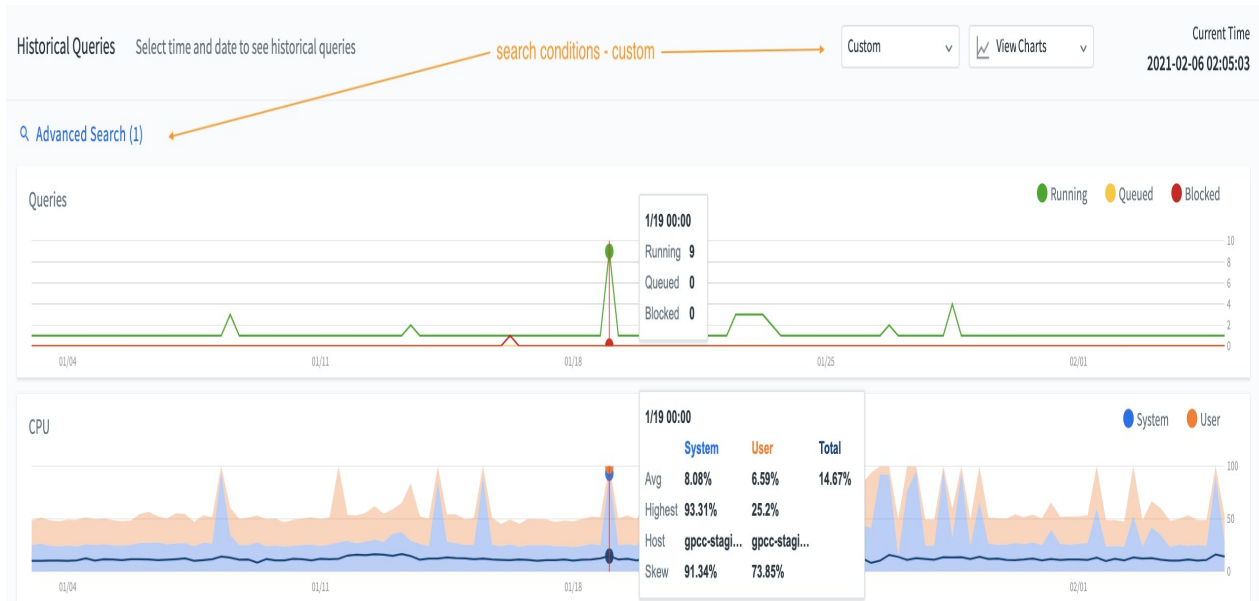 Historical Queries Select time and date to see historical queries
search conditions - custom
Custom
View Charts
Current Time
2021-02-06 02:05:03
Advanced Search (1)
Queries
Running Queued Blocked
1/19 00:00
Running 9
Queued 0
Blocked 0
10
8
6
4
2
0
01/04 01/11 01/18 01/25 02/01
CPU
System User
1/19 00:00
System User Total
Avg 8.08% 6.59% 14.67%
Highest 93.31% 25.2%
Host gpcc-stagi... gpcc-stagi...
Skew 91.34% 73.85%
100
50
0
01/04 01/11 01/18 02/01